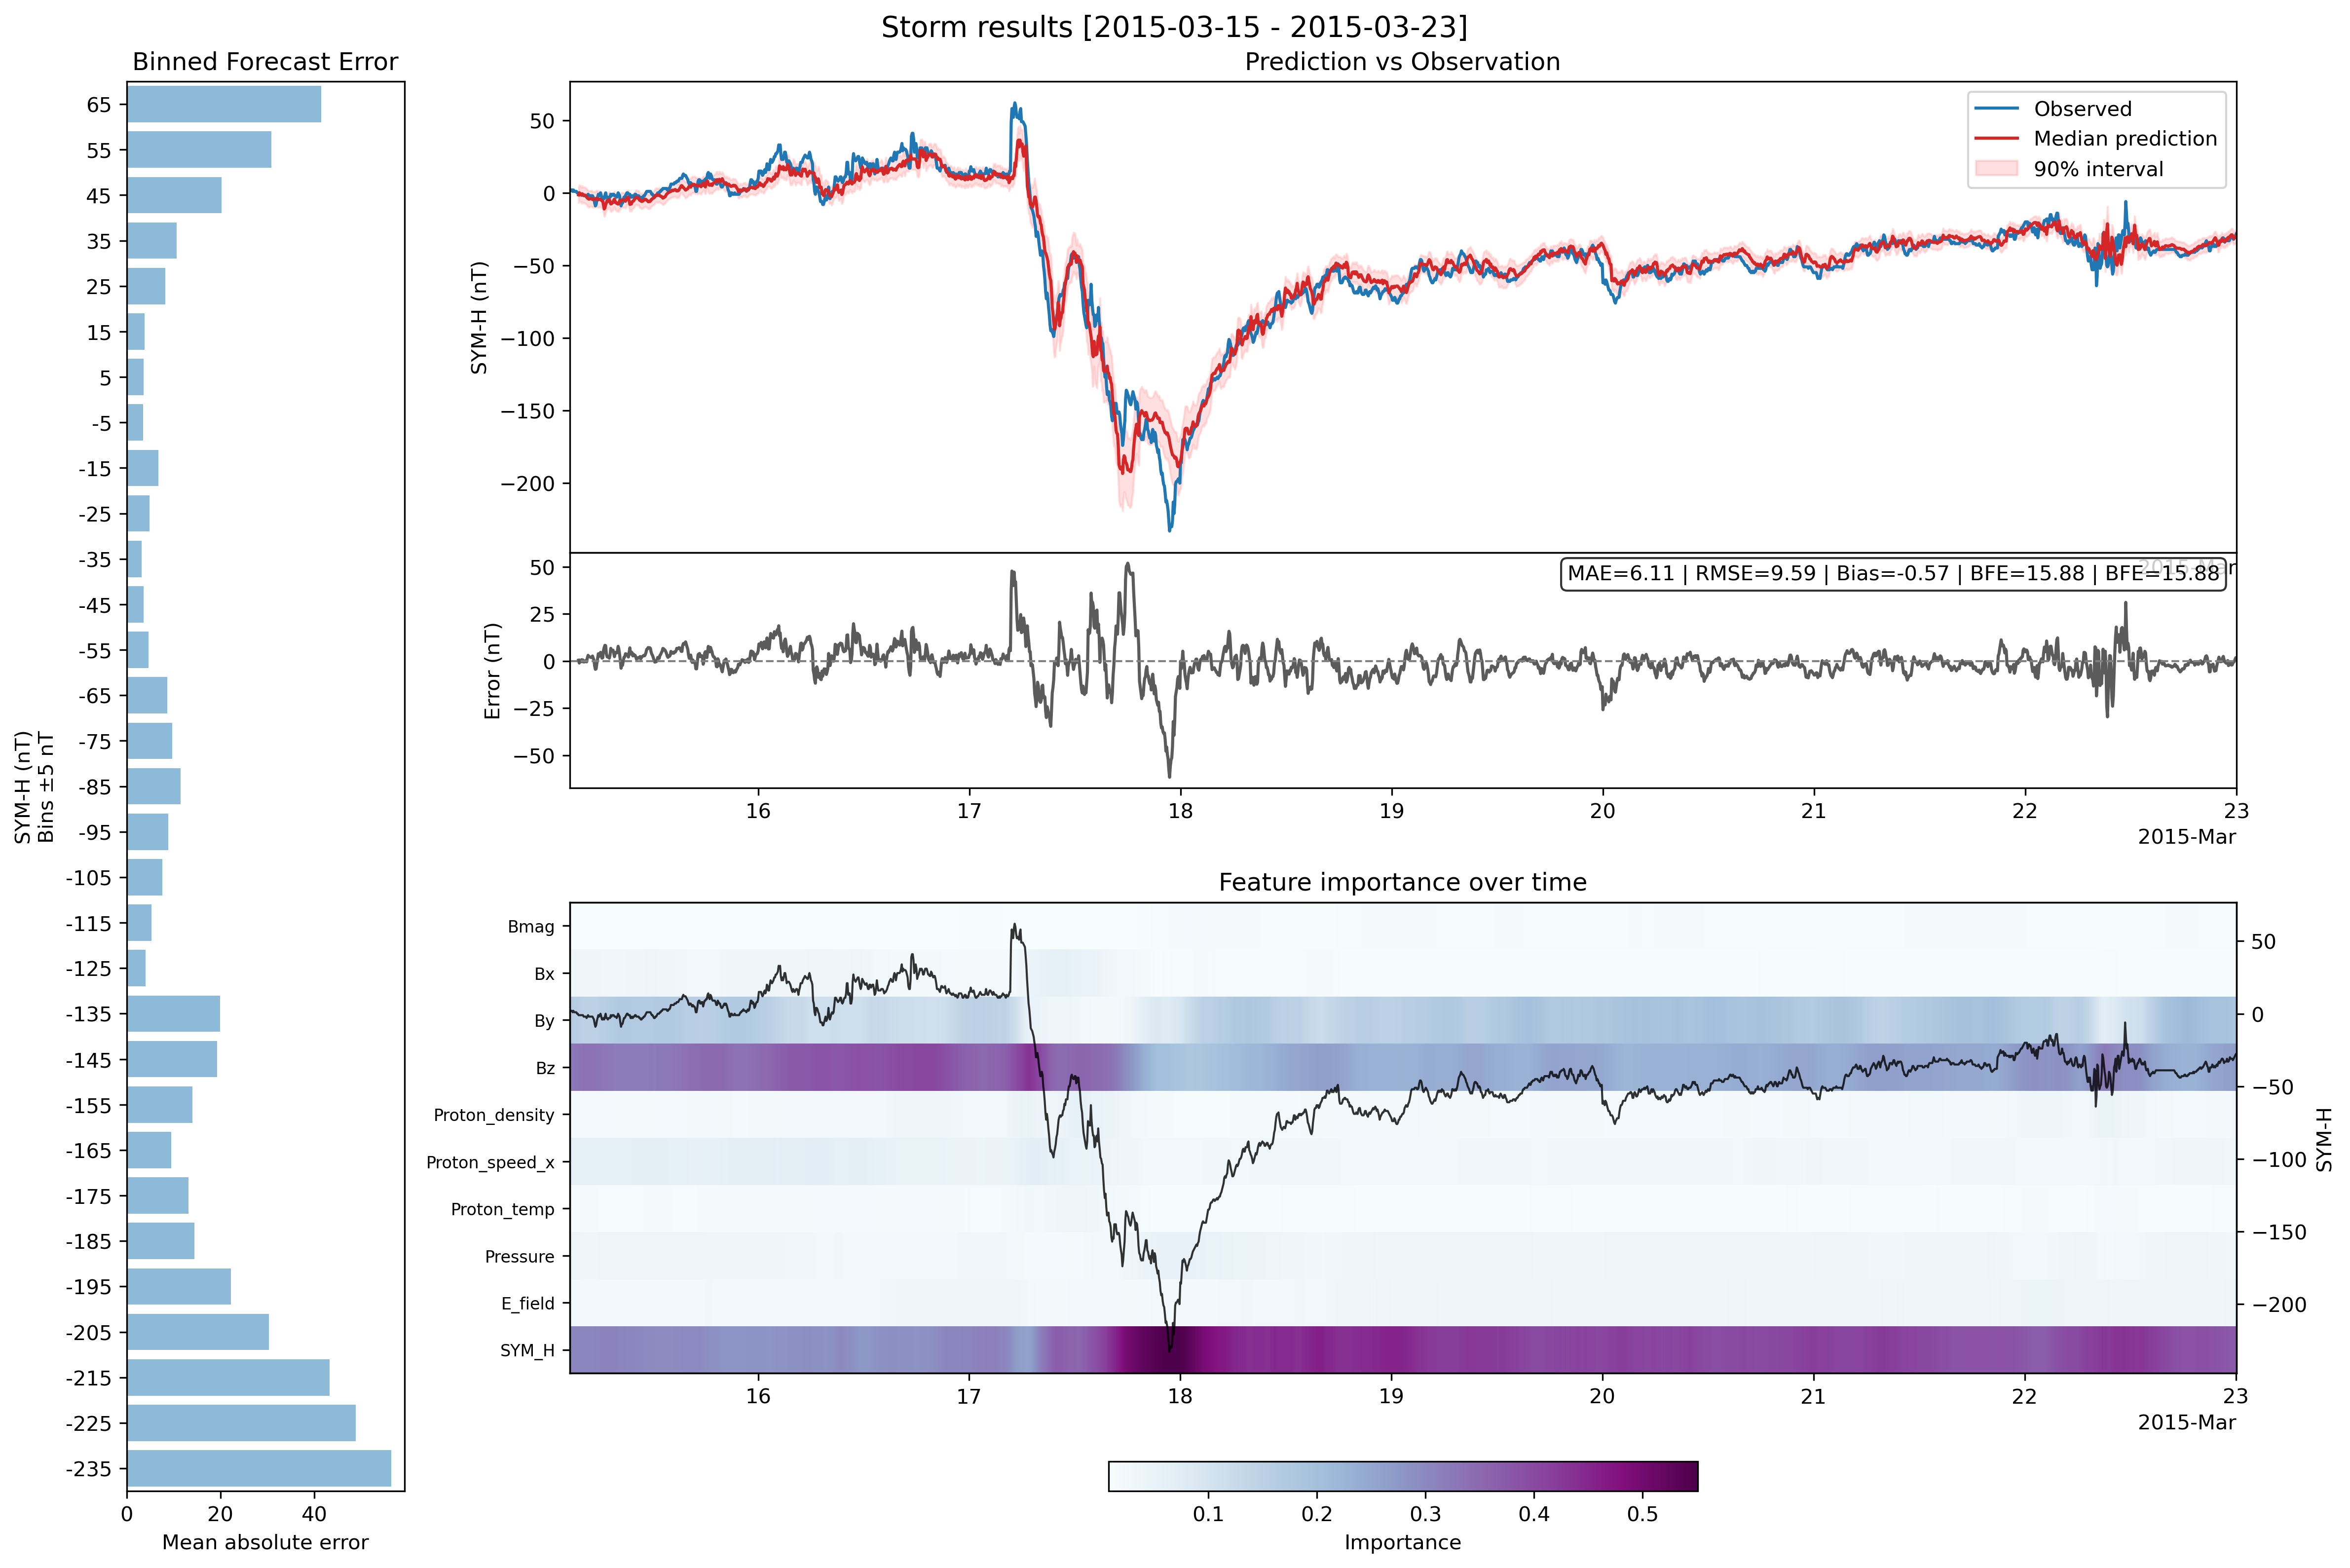 Storm results [2015-03-15 - 2015-03-23]
Binned Forecast Error
65
55
45
35
25
15
5
-5
-15
-25
-35
-45
-55
-65
-75
-85
-95
-105
-115
-125
-135
-145
-155
-165
-175
-185
-195
-205
-215
-225
-235
SYM-H (nT)
Bins ±5 nT
0 20 40
Mean absolute error
Prediction vs Observation
Observed
Median prediction
90% interval
50
0
−50
−100
−150
−200
SYM-H (nT)
2015-Mar
MAE=6.11 | RMSE=9.59 | Bias=-0.57 | BFE=15.88 | BFE=15.88
50
25
0
−25
−50
Error (nT)
16 17 18 19 20 21 22 23
2015-Mar
Feature importance over time
Bmag
Bx
By
Bz
Proton_density
Proton_speed_x
Proton_temp
Pressure
E_field
SYM_H
50
0
−50
−100
−150
−200
SYM-H
16 17 18 19 20 21 22 23
2015-Mar
0.1 0.2 0.3 0.4 0.5
Importance